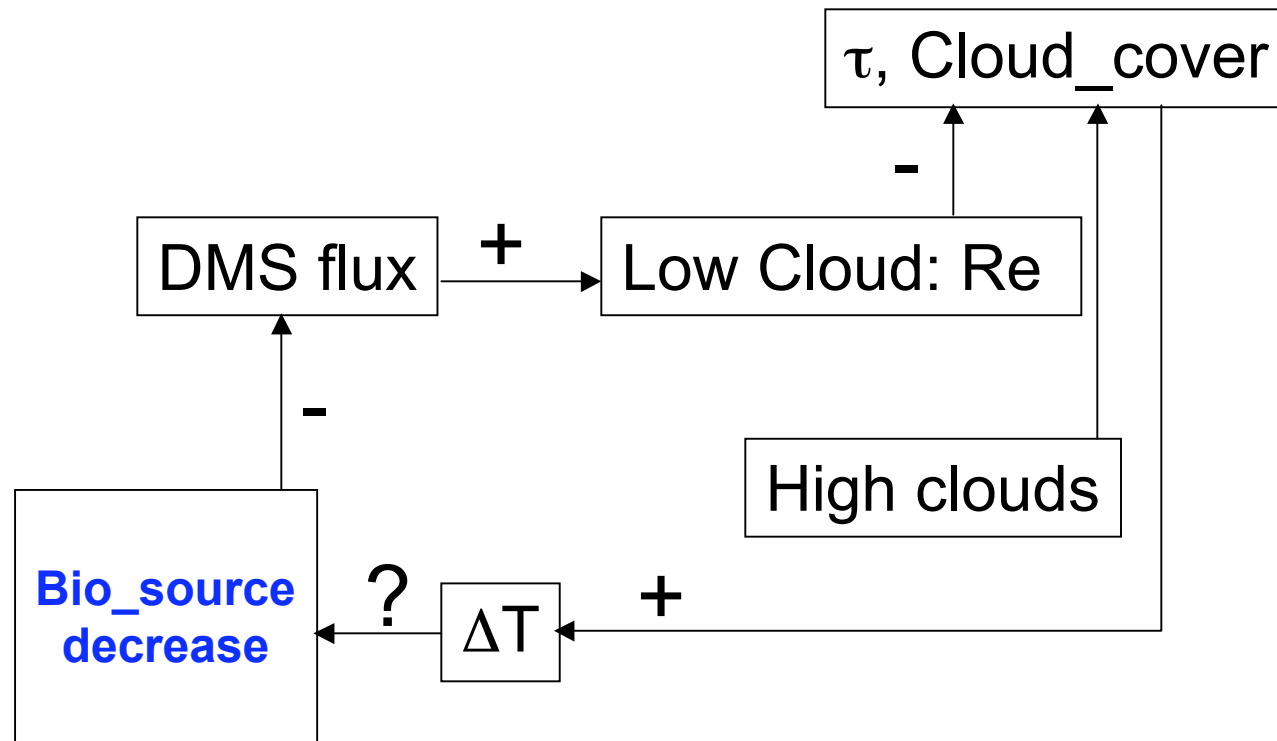 τ, Cloud_cover
-
DMS flux
+
Low Cloud: Re
-
High clouds
Bio_source
decrease
?
ΔT
+